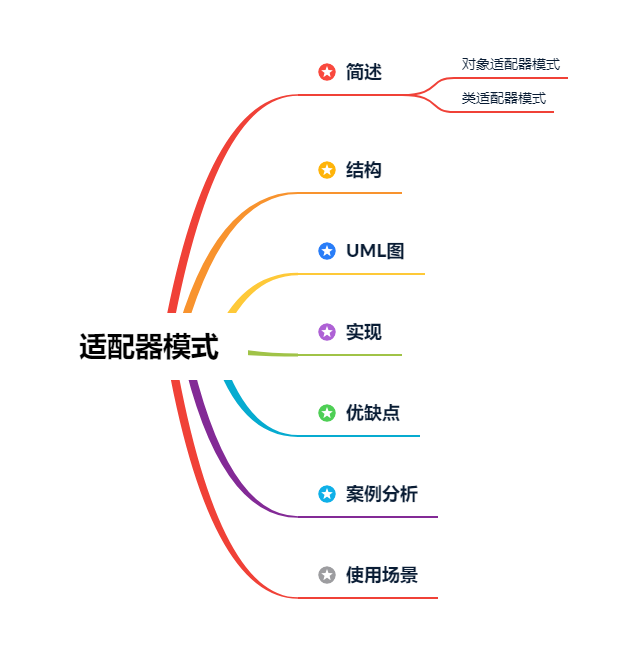 简述
对象适配器模式
类适配器模式
结构
UML图
实现
适配器模式
优缺点
案例分析
使用场景